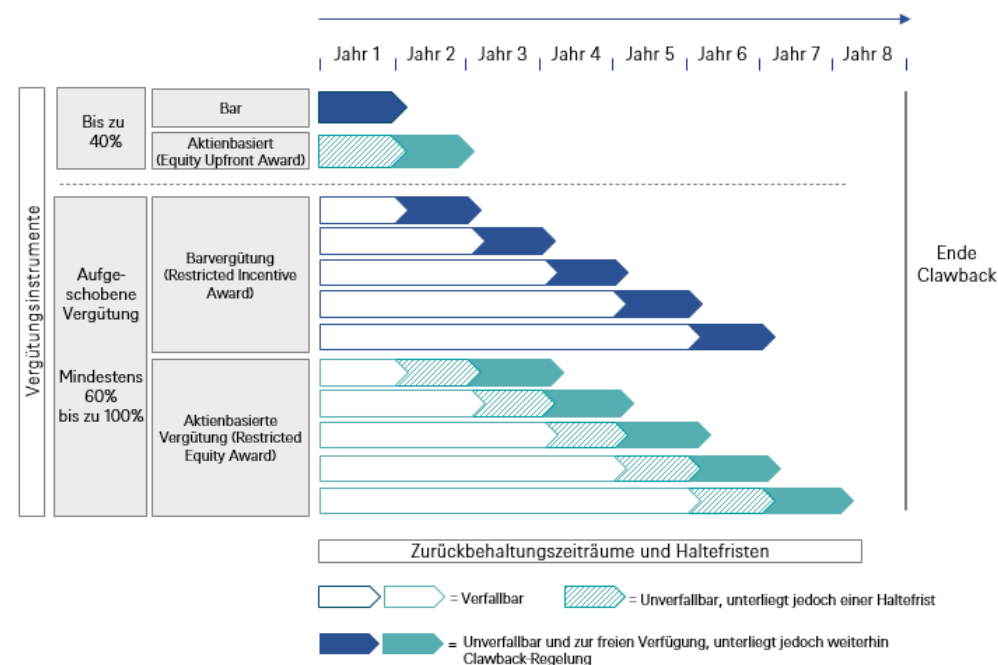 Jahr 1 Jahr 2 Jahr 3 Jahr 4 Jahr 5 Jahr 6 Jahr 7 Jahr 8
Vergütungsinstrumente
Bis zu
40%
Bar
Aktienbasiert
(Equity Upfront Award)
Aufge-
schobene
Vergütung
Mindestens
60%
bis zu 100%
Barvergütung
(Restricted Incentive
Award)
Aktienbasierte
Vergütung (Restricted
Equity Award)
Ende
Clawback
Zurückbehaltungszeiträume und Haltefristen
= Verfallbar
= Unverfallbar, unterliegt jedoch einer Haltefrist
= Unverfallbar und zur freien Verfügung, unterliegt jedoch weiterhin
Clawback-Regelung